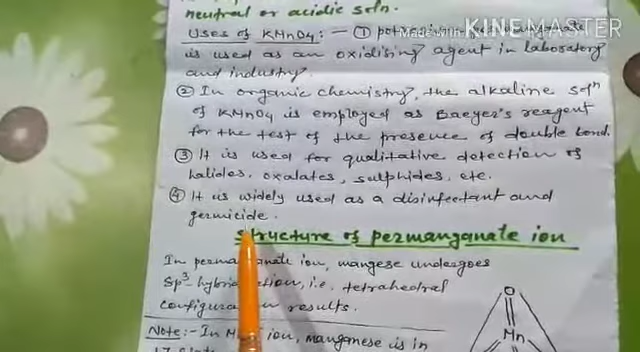 neutral or acidic soln.
Uses of KMnO4: - ① 
Made with KINEMASTER
is used as an oxidising agent in laboratory
and industry.
② In organic chemistry, the alkaline soln
of KMnO4 is employed as Baeyer's reagent
for the test of the presence of double bond.
③ It is used for qualitative detection of
halides, oxalates, sulphides, etc.
④ It is widely used as a disinfectant and
germicide.
Structure of permanganate ion
In ion, mangese undergoes
Sp3- i.e. tetrahedral
results.
Note:- In ion, manganese is in
O
Mn